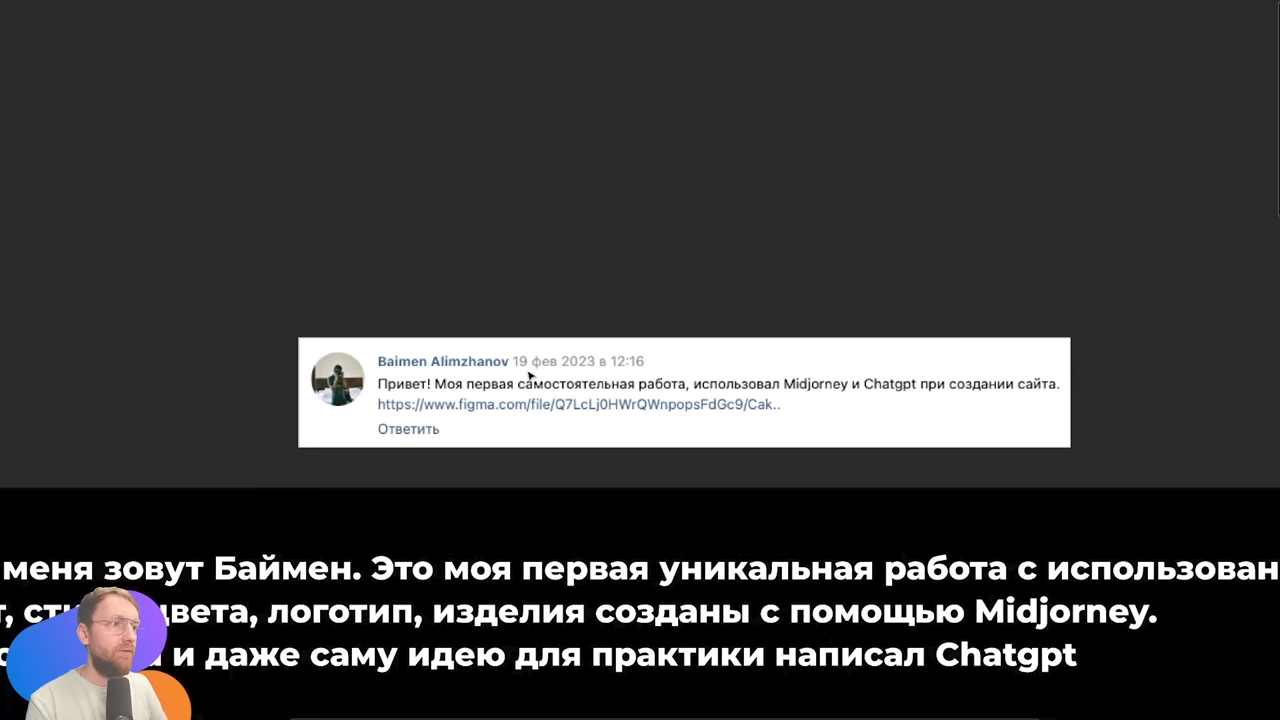 Baimen Alimzhanov 19 фев 2023 в 12:16
Привет! Моя первая самостоятельная работа, использовал Midjorney и Chatgpt при создании сайта.
https://www.figma.com/file/Q7LcLj0HWrQWnpopsFdGc9/Cak..
Ответить
меня зовут Баймен. Это моя первая уникальная работа с использован
цвета, логотип, изделия созданы с помощью Midjorney.
и даже саму идею для практики написал Chatgpt